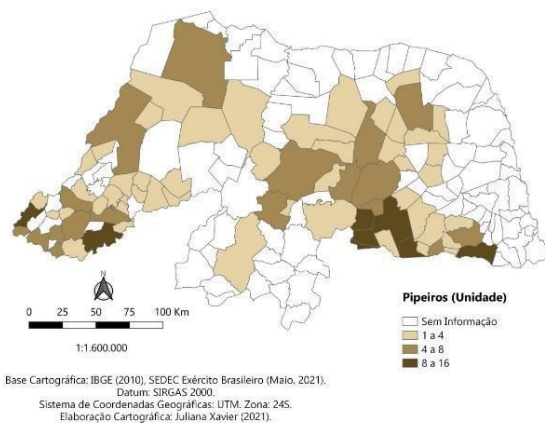 N
0 25 50 75 100 Km
1:1.600.000
Pipeiros (Unidade)
Sem Informação
1 a 4
4 a 8
8 a 16
Base Cartográfica: IBGE (2010), SEDEC Exército Brasileiro (Maio, 2021).
Datum: SIRGAS 2000.
Sistema de Coordenadas Geográficas: UTM. Zona: 24S.
Elaboração Cartográfica: Juliana Xavier (2021).